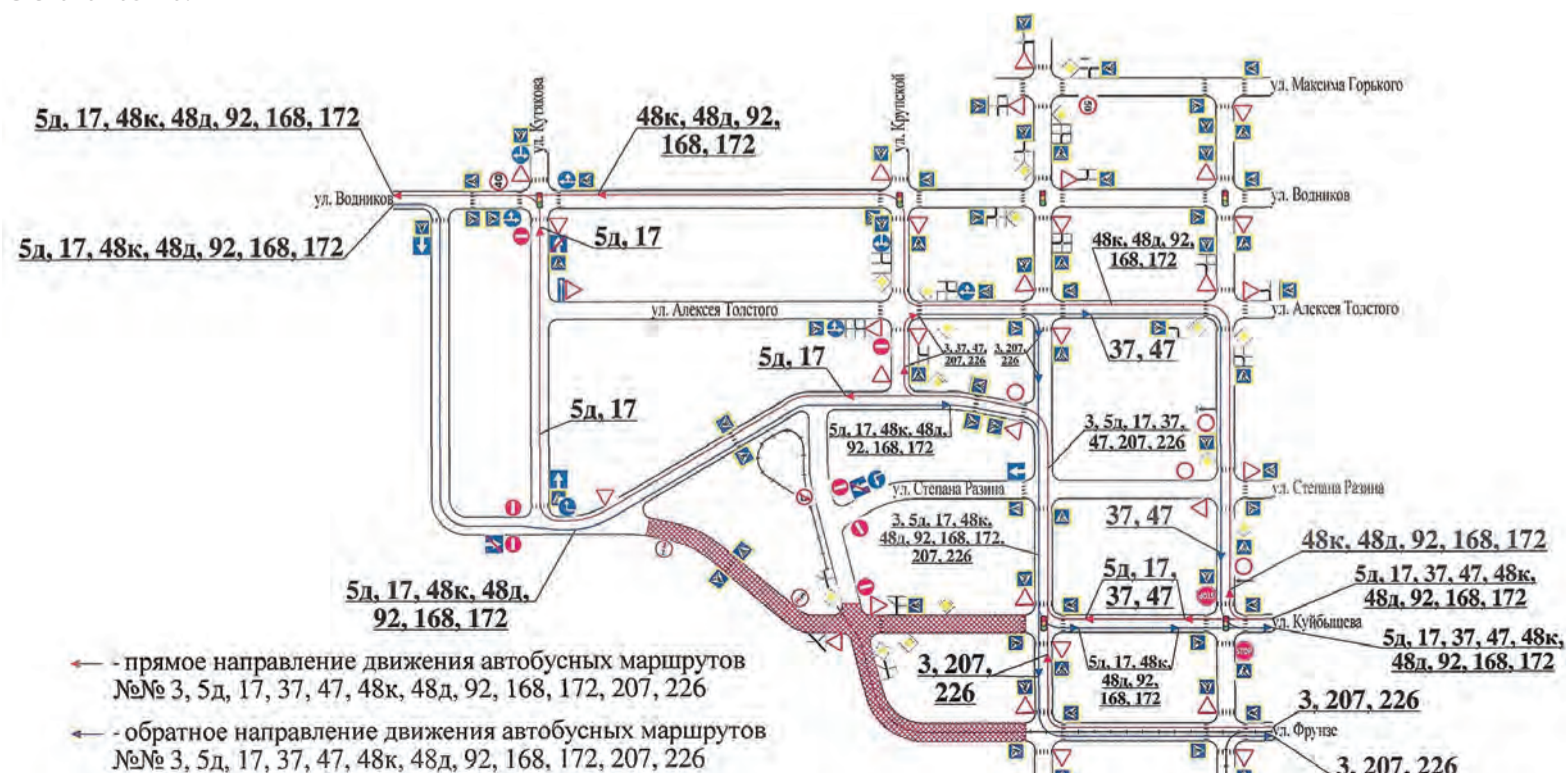 ул. Максима Горького
5д, 17, 48к, 48д, 92, 168, 172
ул. Кутякова
48к, 48д, 92,
168, 172
ул. Крупской
40
50
ул. Водников
ул. Водников
5д, 17, 48к, 48д, 92, 168, 172
5д, 17
48к, 48д, 92,
168, 172
ул. Алексея Толстого
ул. Алексея Толстого
5д, 17
3, 37, 47,
207, 226
3, 207,
226
37, 47
5д, 17
5д, 17, 48к, 48д,
92, 168, 172
3, 5д, 17, 37,
47, 207, 226
ул. Степана Разина
ул. Степана Разина
3, 5д, 17, 48к,
48д, 92, 168, 172,
207, 226
37, 47
48к, 48д, 92, 168, 172
5д, 17,
37, 47
5д, 17, 37, 47, 48к,
48д, 92, 168, 172
5д, 17, 48к, 48д,
92, 168, 172
STOP
ул. Куйбышева
5д, 17, 37, 47, 48к,
48д, 92, 168, 172
STOP
3, 207,
226
5д, 17, 48к,
48д, 92,
168, 172
- прямое направление движения автобусных маршрутов
№№ 3, 5д, 17, 37, 47, 48к, 48д, 92, 168, 172, 207, 226
3, 207, 226
ул. Фрунзе
- обратное направление движения автобусных маршрутов
№№ 3, 5д, 17, 37, 47, 48к, 48д, 92, 168, 172, 207, 226
3, 207, 226